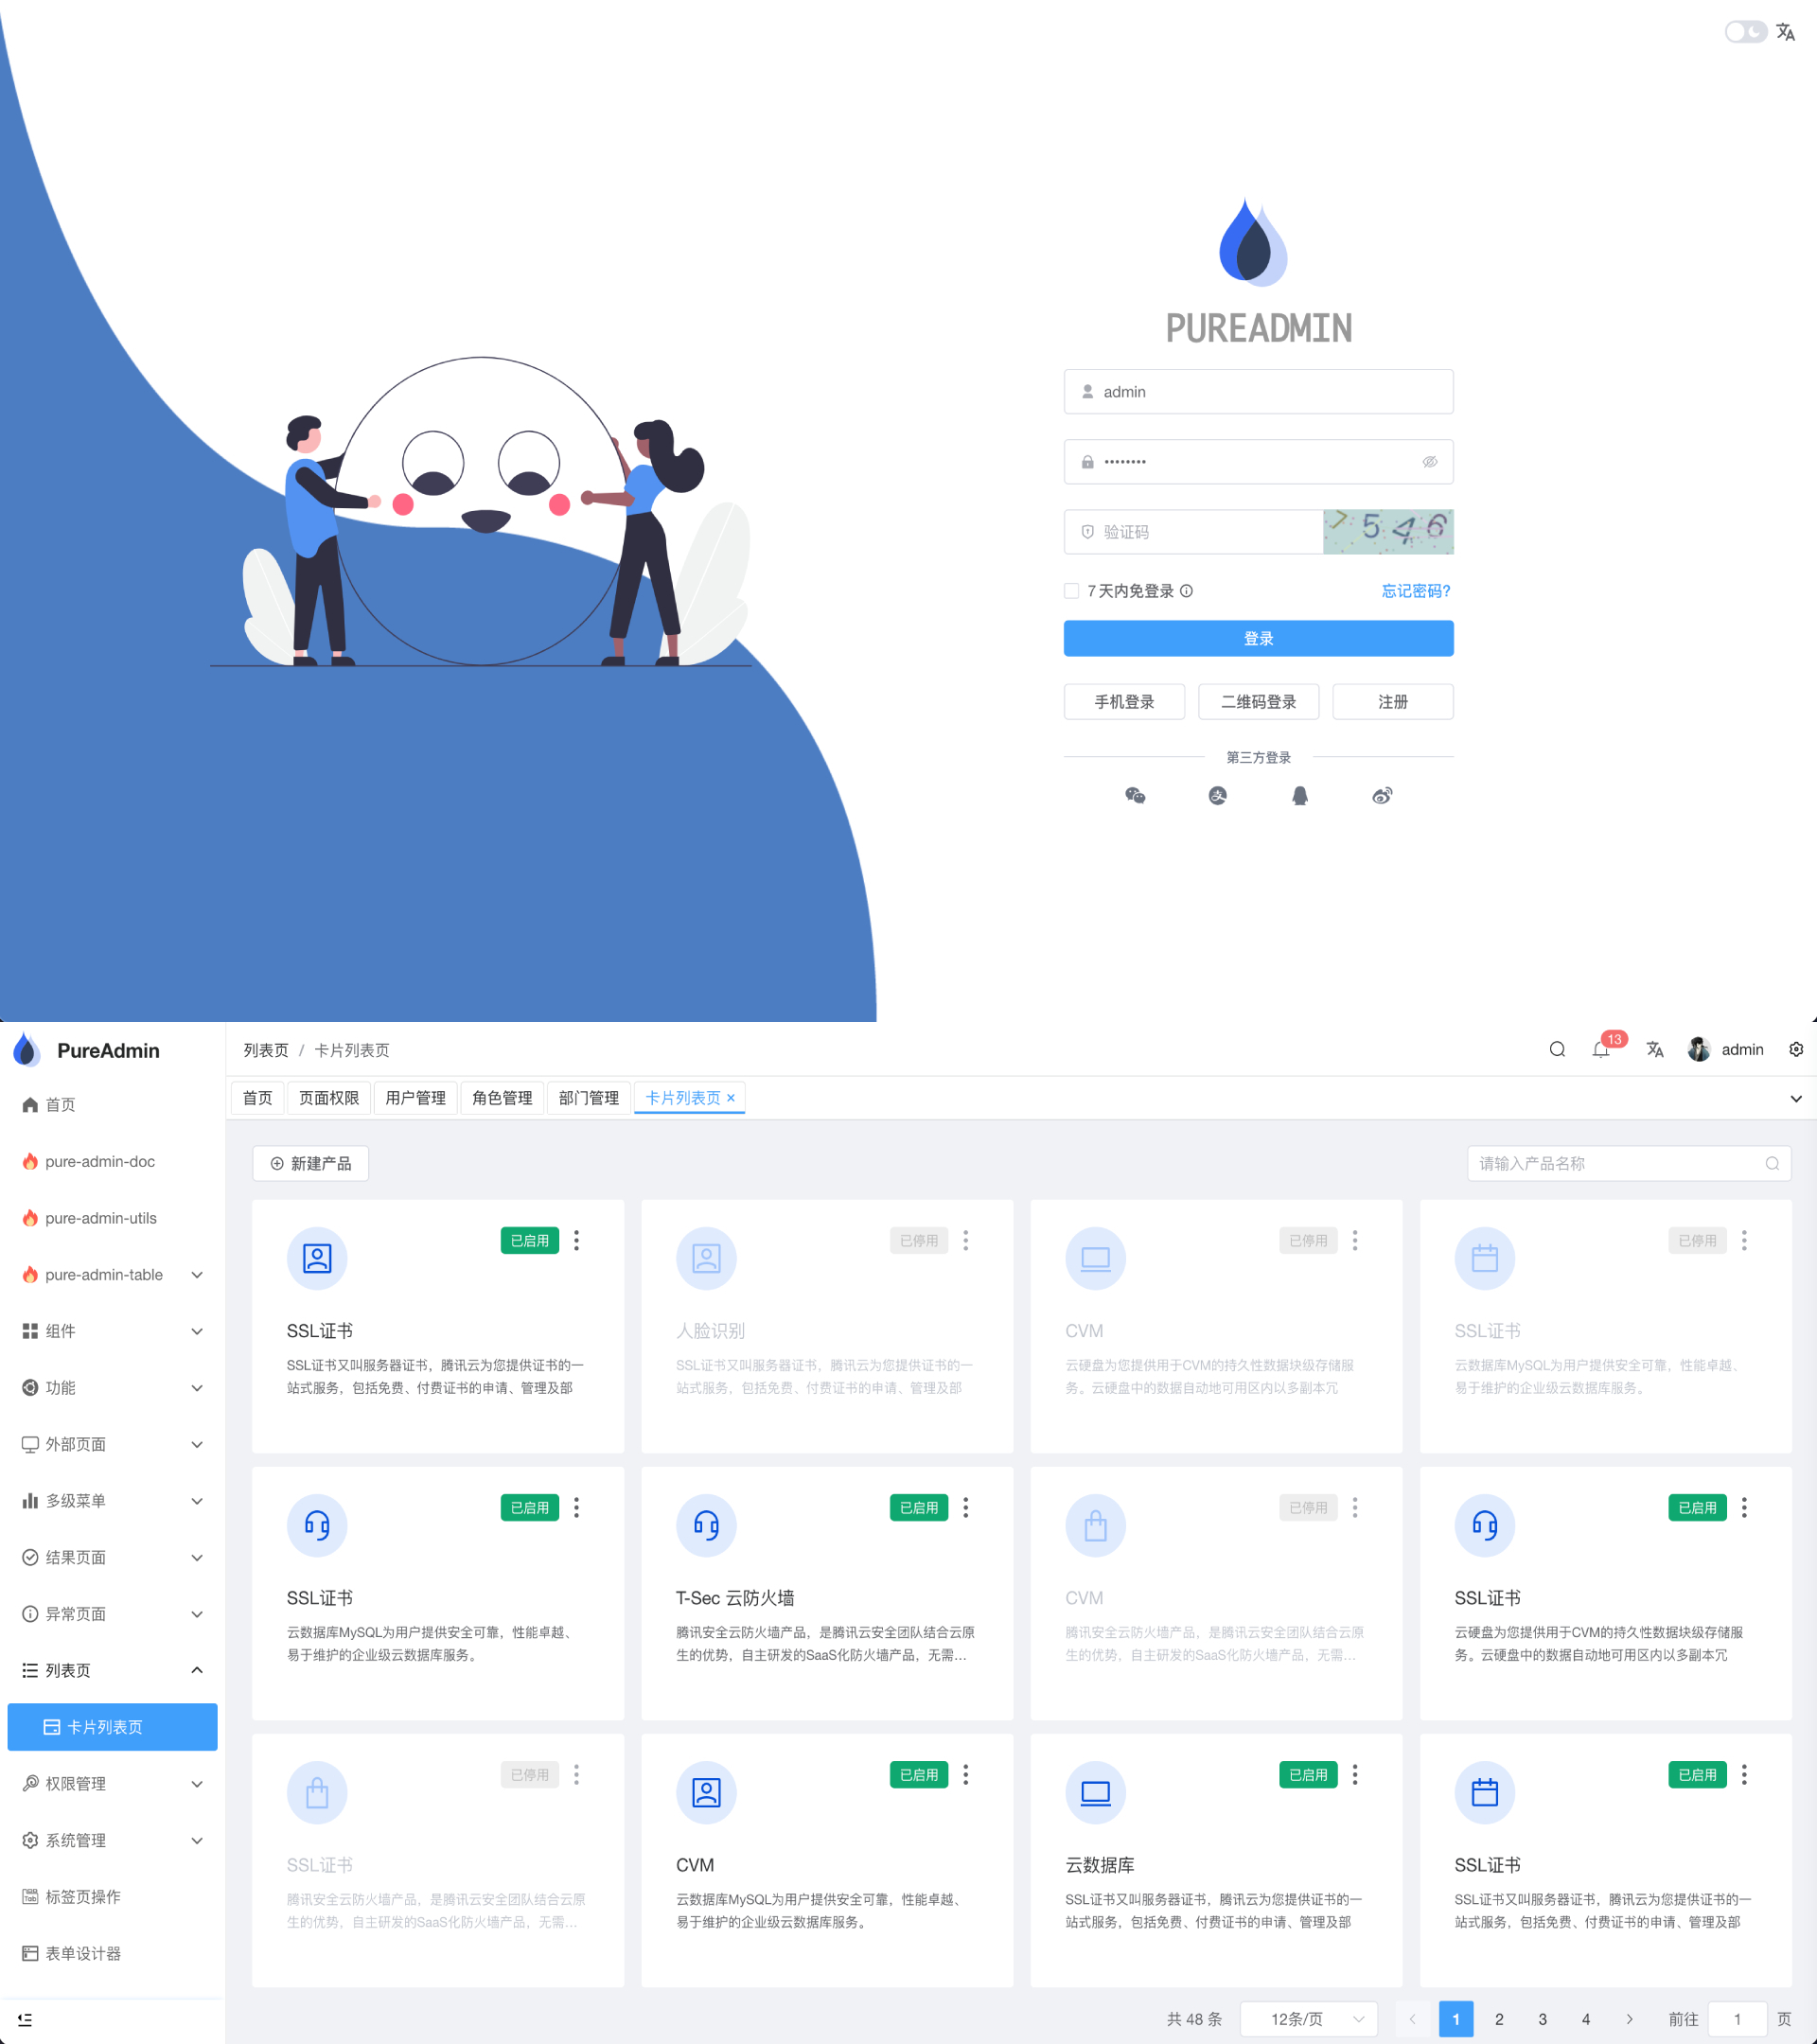 PUREADMIN
admin
••••••••
验证码
7 5 4 6
7 天内免登录
忘记密码?
登录
手机登录 二维码登录 注册
第三方登录
PureAdmin
首页
pure-admin-doc
pure-admin-utils
pure-admin-table
组件
功能
外部页面
多级菜单
结果页面
异常页面
列表页
卡片列表页
权限管理
系统管理
标签页操作
表单设计器
列表页 / 卡片列表页
13
admin
首页 页面权限 用户管理 角色管理 部门管理 卡片列表页 ×
新建产品
请输入产品名称
已启用
SSL证书
SSL证书又叫服务器证书，腾讯云为您提供证书的一
站式服务，包括免费、付费证书的申请、管理及部
已停用
人脸识别
SSL证书又叫服务器证书，腾讯云为您提供证书的一
站式服务，包括免费、付费证书的申请、管理及部
已停用
CVM
云硬盘为您提供用于CVM的持久性数据块级存储服
务。云硬盘中的数据自动地可用区内以多副本冗
已停用
SSL证书
云数据库MySQL为用户提供安全可靠，性能卓越、
易于维护的企业级云数据库服务。
已启用
SSL证书
云数据库MySQL为用户提供安全可靠，性能卓越、
易于维护的企业级云数据库服务。
已启用
T-Sec 云防火墙
腾讯安全云防火墙产品，是腾讯云安全团队结合云原
生的优势，自主研发的SaaS化防火墙产品，无需...
已停用
CVM
腾讯安全云防火墙产品，是腾讯云安全团队结合云原
生的优势，自主研发的SaaS化防火墙产品，无需...
已启用
SSL证书
云硬盘为您提供用于CVM的持久性数据块级存储服
务。云硬盘中的数据自动地可用区内以多副本冗
已停用
SSL证书
腾讯安全云防火墙产品，是腾讯云安全团队结合云原
生的优势，自主研发的SaaS化防火墙产品，无需...
已启用
CVM
云数据库MySQL为用户提供安全可靠，性能卓越、
易于维护的企业级云数据库服务。
已启用
云数据库
SSL证书又叫服务器证书，腾讯云为您提供证书的一
站式服务，包括免费、付费证书的申请、管理及部
已启用
SSL证书
SSL证书又叫服务器证书，腾讯云为您提供证书的一
站式服务，包括免费、付费证书的申请、管理及部
共 48 条 12条/页 1 2 3 4 前往 1 页